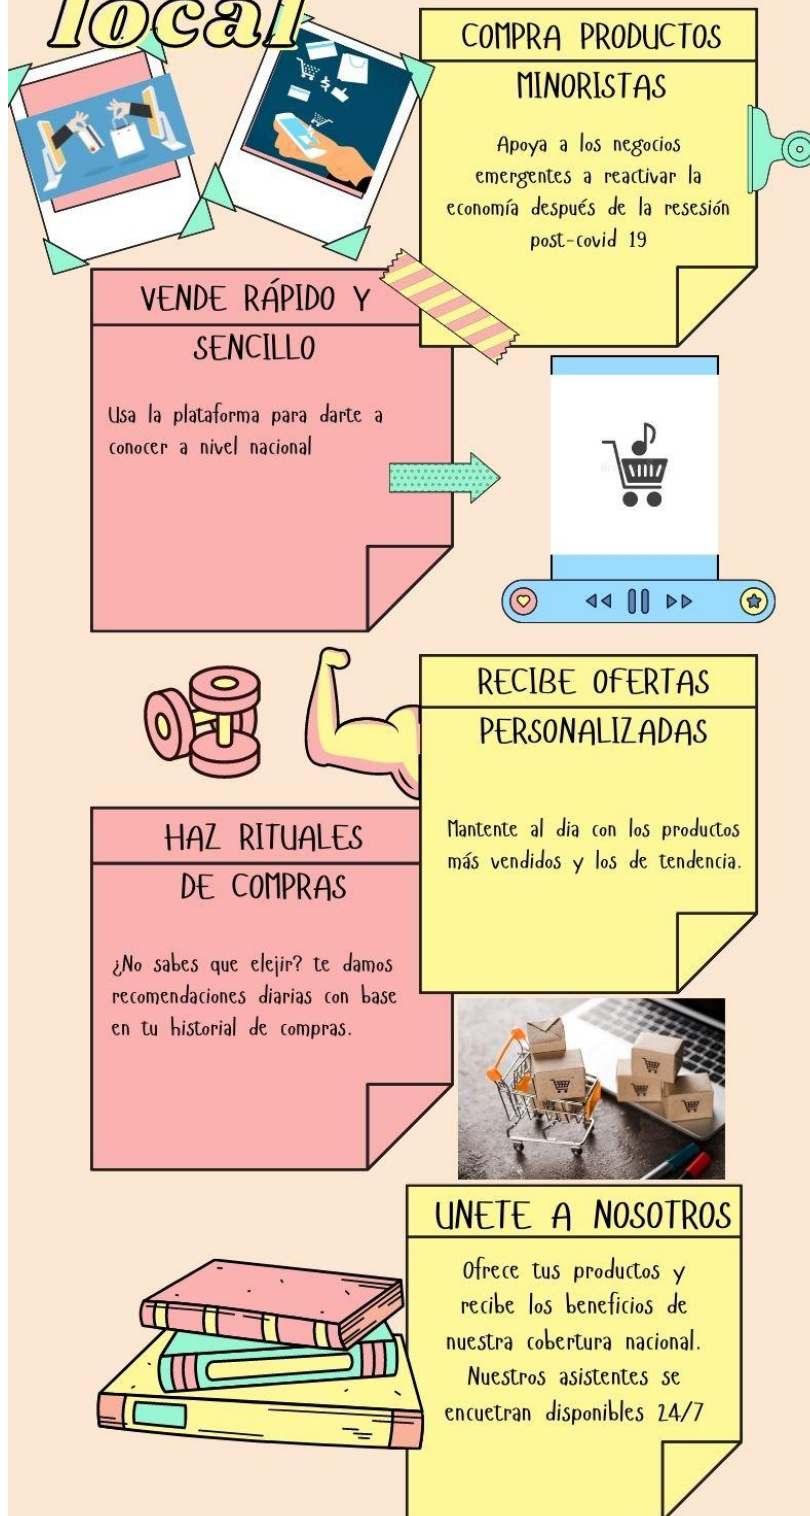 local
COMPRA PRODUCTOS
MINORISTAS
Apoya a los negocios
emergentes a reactivar la
economía después de la resesión
post-covid 19
VENDE RÁPIDO Y
SENCILLO
Usa la plataforma para darte a
conocer a nivel nacional
RECIBE OFERTAS
PERSONALIZADAS
Mantente al dia con los productos
más vendidos y los de tendencia.
HAZ RITUALES
DE COMPRAS
¿No sabes que elejir? te damos
recomendaciones diarias con base
en tu historial de compras.
UNETE A NOSOTROS
Ofrece tus productos y
recibe los beneficios de
nuestra cobertura nacional.
Nuestros asistentes se
encuetran disponibles 24/7